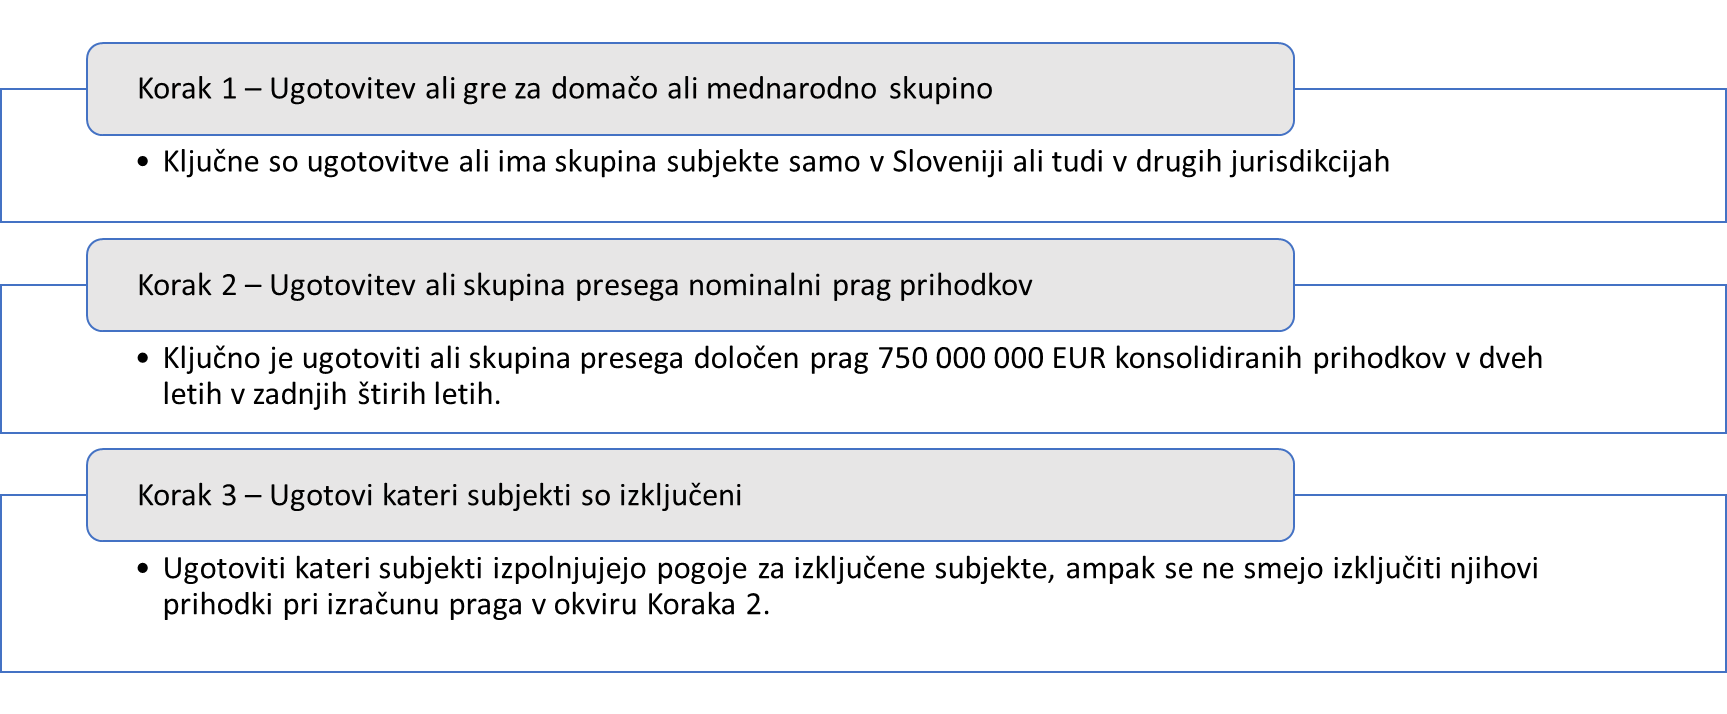 Korak 1 – Ugotovitev ali gre za domačo ali mednarodno skupino
• Ključne so ugotovitve ali ima skupina subjekte samo v Sloveniji ali tudi v drugih jurisdikcijah
Korak 2 – Ugotovitev ali skupina presega nominalni prag prihodkov
• Ključno je ugotoviti ali skupina presega določen prag 750 000 000 EUR konsolidiranih prihodkov v dveh
letih v zadnjih štirih letih.
Korak 3 – Ugotovi kateri subjekti so izključeni
• Ugotoviti kateri subjekti izpolnjujejo pogoje za izključene subjekte, ampak se ne smejo izključiti njihovi
prihodki pri izračunu praga v okviru Koraka 2.